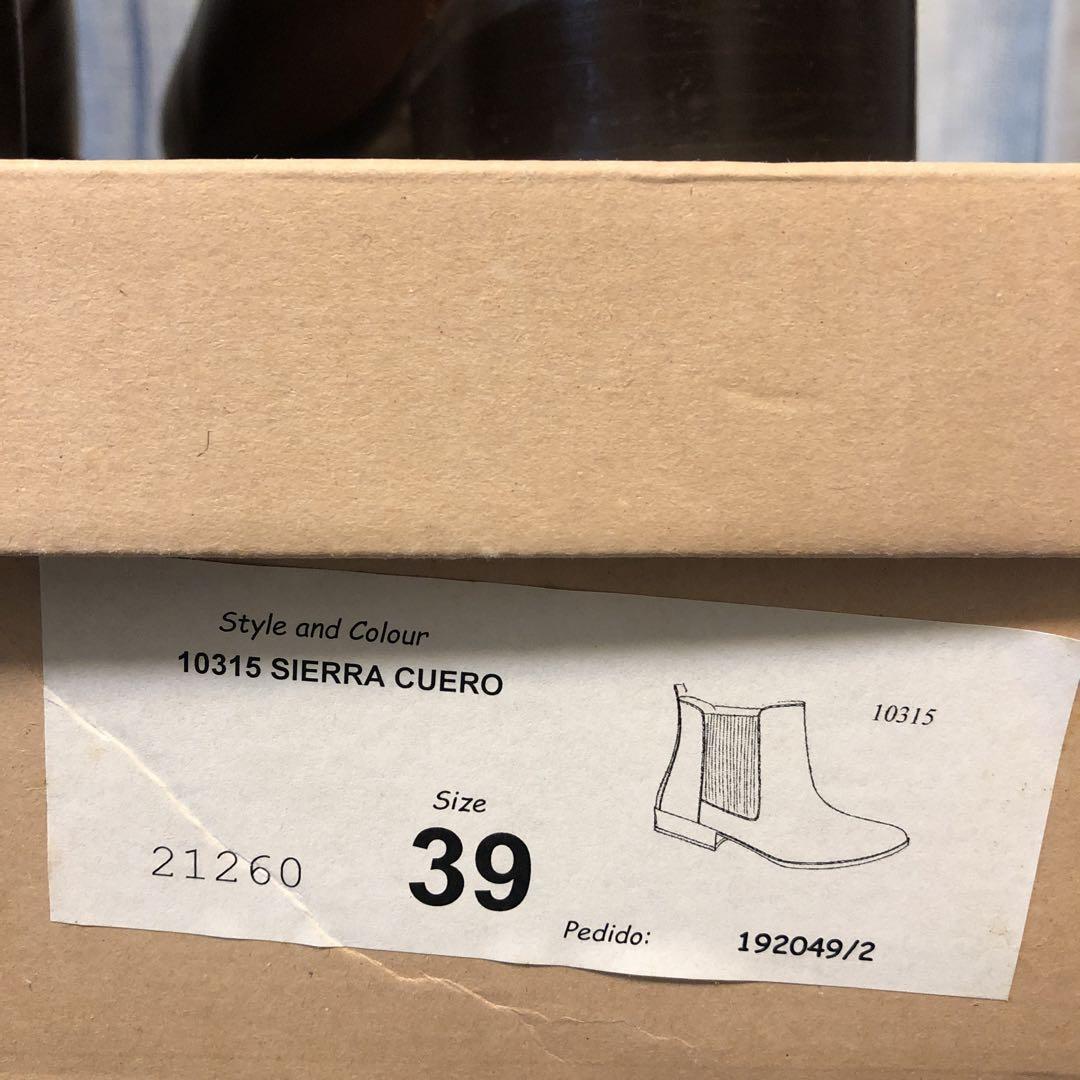 Style and Colour
10315 SIERRA CUERO
10315
Size
39
21260
Pedido: 192049/2